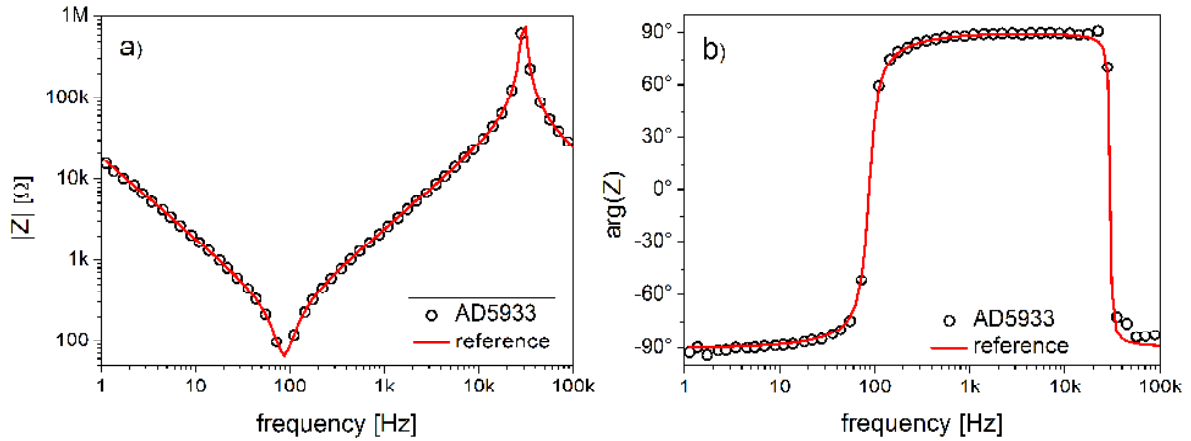 a)
1M
100k
10k
1k
100
|Z| [Ω]
1 10 100 1k 10k 100k
frequency [Hz]
AD5933
reference
b)
90°
60°
30°
0°
-30°
-60°
-90°
arg(Z)
1 10 100 1k 10k 100k
frequency [Hz]
AD5933
reference